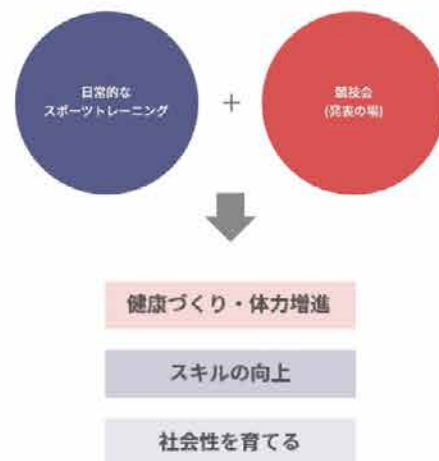 日常的な
スポーツトレーニング
+
競技会
(発表の場)
健康づくり・体力増進
スキルの向上
社会性を育てる